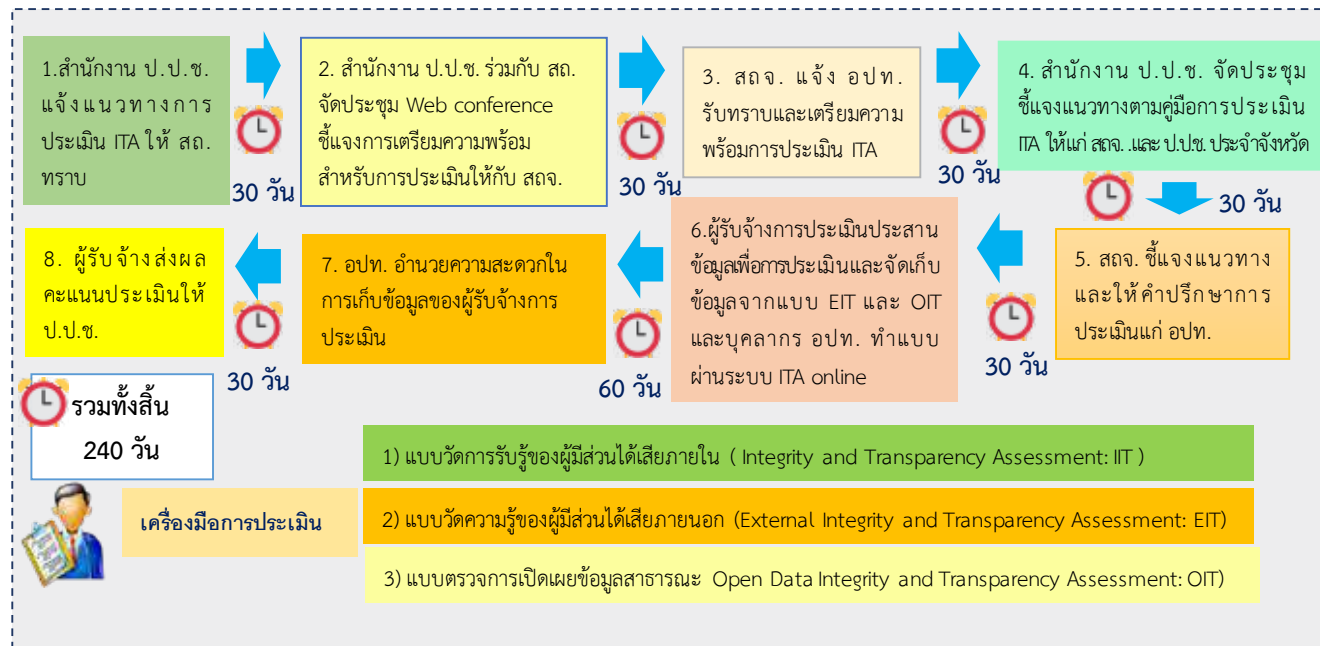 1.สำนักงาน ป.ป.ช.
แจ้งแนวทางการ
ประเมิน ITA ให้ สถ.
ทราบ
30 วัน
2. สำนักงาน ป.ป.ช. ร่วมกับ สถ.
จัดประชุม Web conference
ชี้แจงการเตรียมความพร้อม
สำหรับการประเมินให้กับ สถจ.
30 วัน
3. สถจ. แจ้ง อปท.
รับทราบและเตรียมความ
พร้อมการประเมิน ITA
30 วัน
4. สำนักงาน ป.ป.ช. จัดประชุม
ชี้แจงแนวทางตามคู่มือการประเมิน
ITA ให้แก่ สถจ. .และ ป.ป.ช. ประจำจังหวัด
30 วัน
5. สถจ. ชี้แจงแนวทาง
และให้คำปรึกษาการ
ประเมินแก่ อปท.
30 วัน
6.ผู้รับจ้างการประเมินประสาน
ข้อมูลเพื่อการประเมินและจัดเก็บ
ข้อมูลจากแบบ EIT และ OIT
และบุคลากร อปท. ทำแบบ
ผ่านระบบ ITA online
60 วัน
7. อปท. อำนวยความสะดวกใน
การเก็บข้อมูลของผู้รับจ้างการ
ประเมิน
30 วัน
8. ผู้รับจ้างส่งผล
คะแนนประเมินให้
ป.ป.ช.
รวมทั้งสิ้น
240 วัน
เครื่องมือการประเมิน
1) แบบวัดการรับรู้ของผู้มีส่วนได้เสียภายใน ( Integrity and Transparency Assessment: IIT )
2) แบบวัดความรู้ของผู้มีส่วนได้เสียภายนอก (External Integrity and Transparency Assessment: EIT)
3) แบบตรวจการเปิดเผยข้อมูลสาธารณะ Open Data Integrity and Transparency Assessment: OIT)